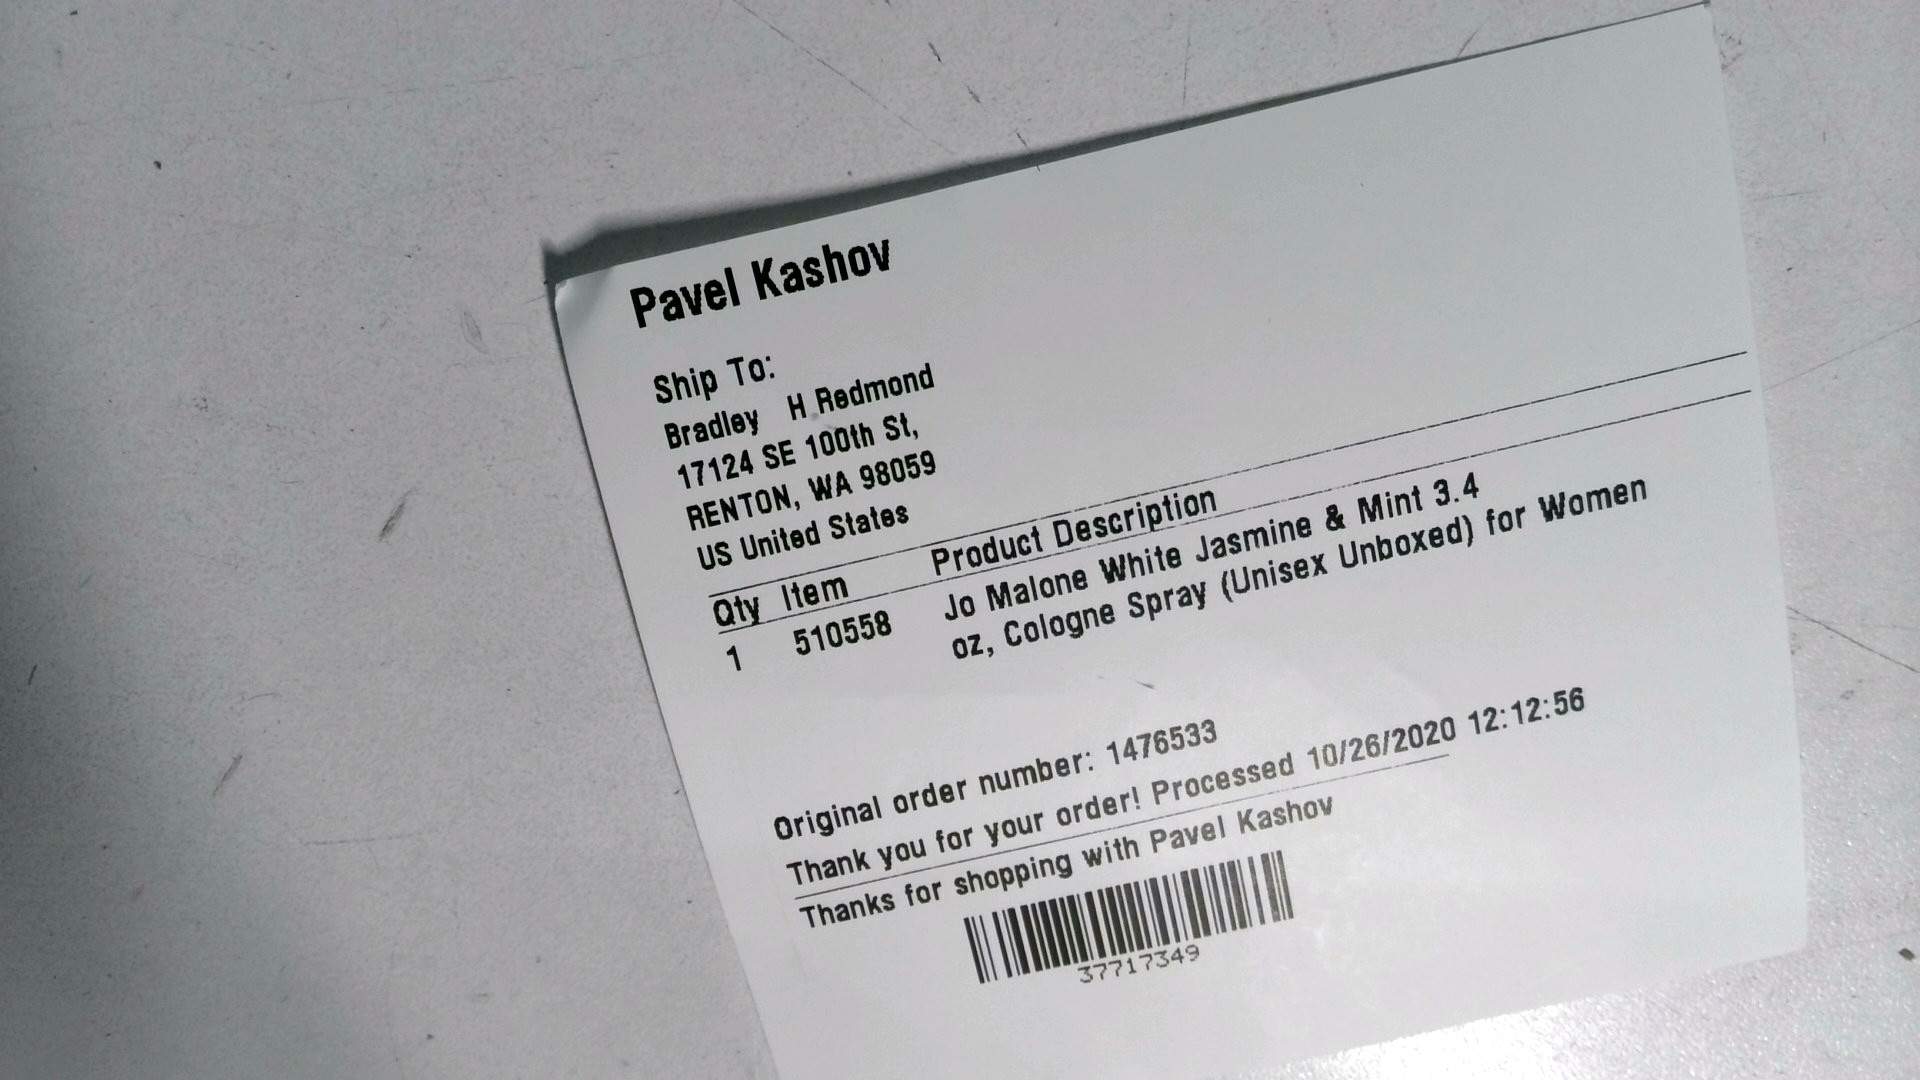 Pavel Kashov
Ship To:
Bradley H Redmond
17124 SE 100th St,
RENTON, WA 98059
US United States
Qty Item Product Description
1 510558 Jo Malone White Jasmine & Mint 3.4
oz, Cologne Spray (Unisex Unboxed) for Women
Original order number: 1476533
Thank you for your order! Processed 10/26/2020 12:12:56
Thanks for shopping with Pavel Kashov
37717349